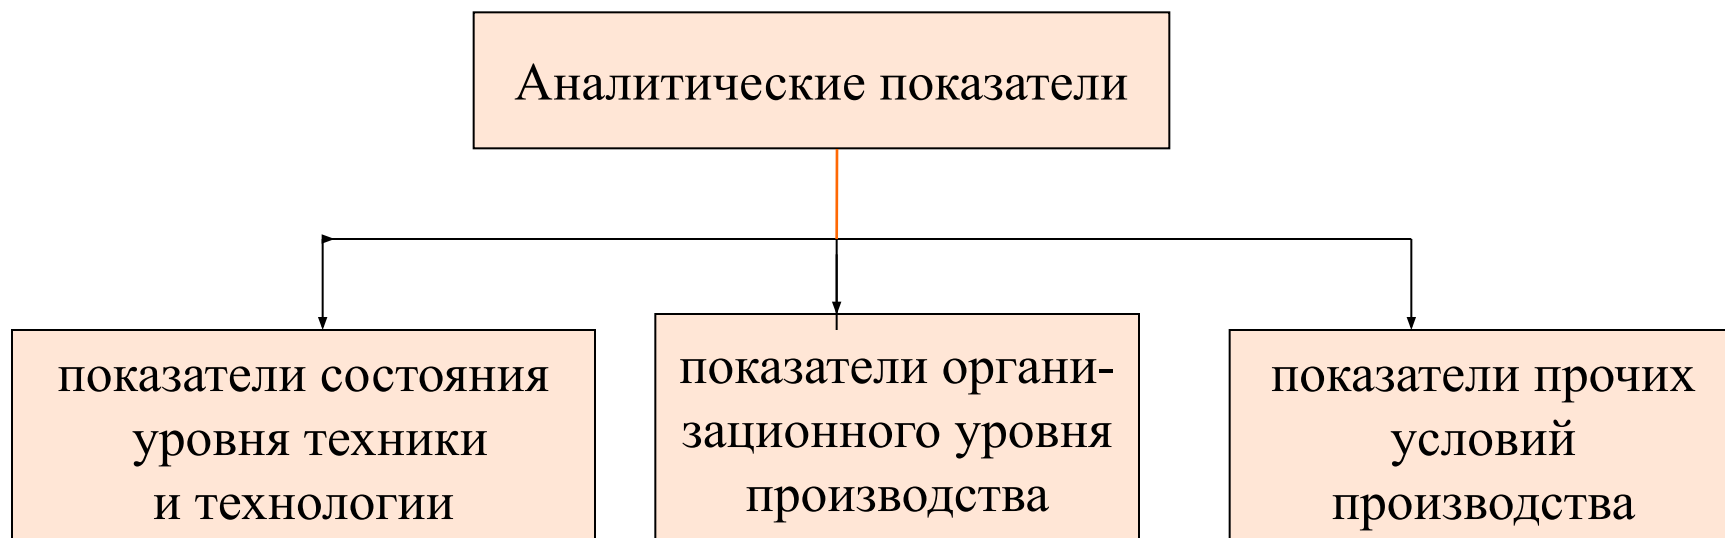 Аналитические показатели
показатели состояния
уровня техники
и технологии
показатели органи-
зационного уровня
производства
показатели прочих
условий
производства